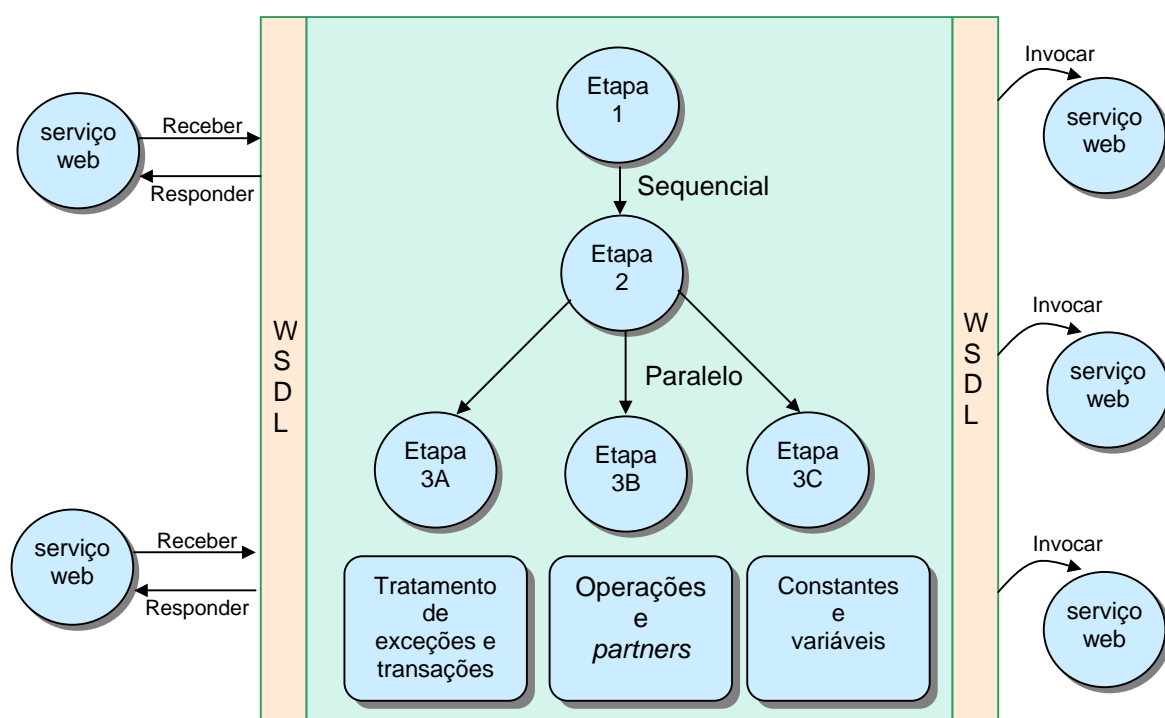 Etapa
1
Invocar
serviço
web
Receber
serviço
web
Responder
Sequencial
Etapa
2
W
S
D
L
W
S
D
L
Invocar
serviço
web
Paralelo
Etapa
3A
Etapa
3B
Etapa
3C
Receber
serviço
web
Responder
Invocar
serviço
web
Tratamento
de
exceções e
transações
Operações
e
partners
Constantes
e
variáveis